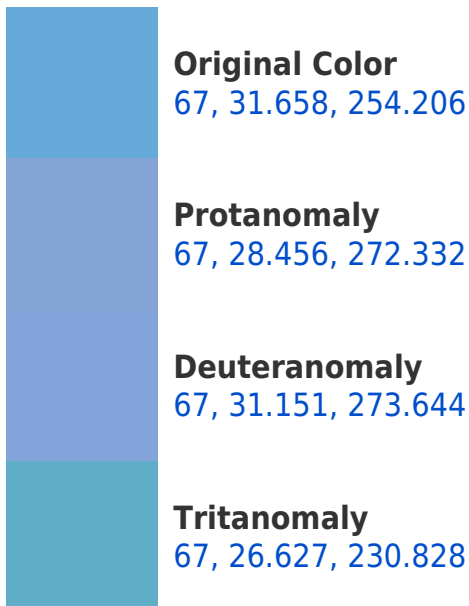 Original Color
67, 31.658, 254.206
Protanomaly
67, 28.456, 272.332
Deuteranomaly
67, 31.151, 273.644
Tritanomaly
67, 26.627, 230.828